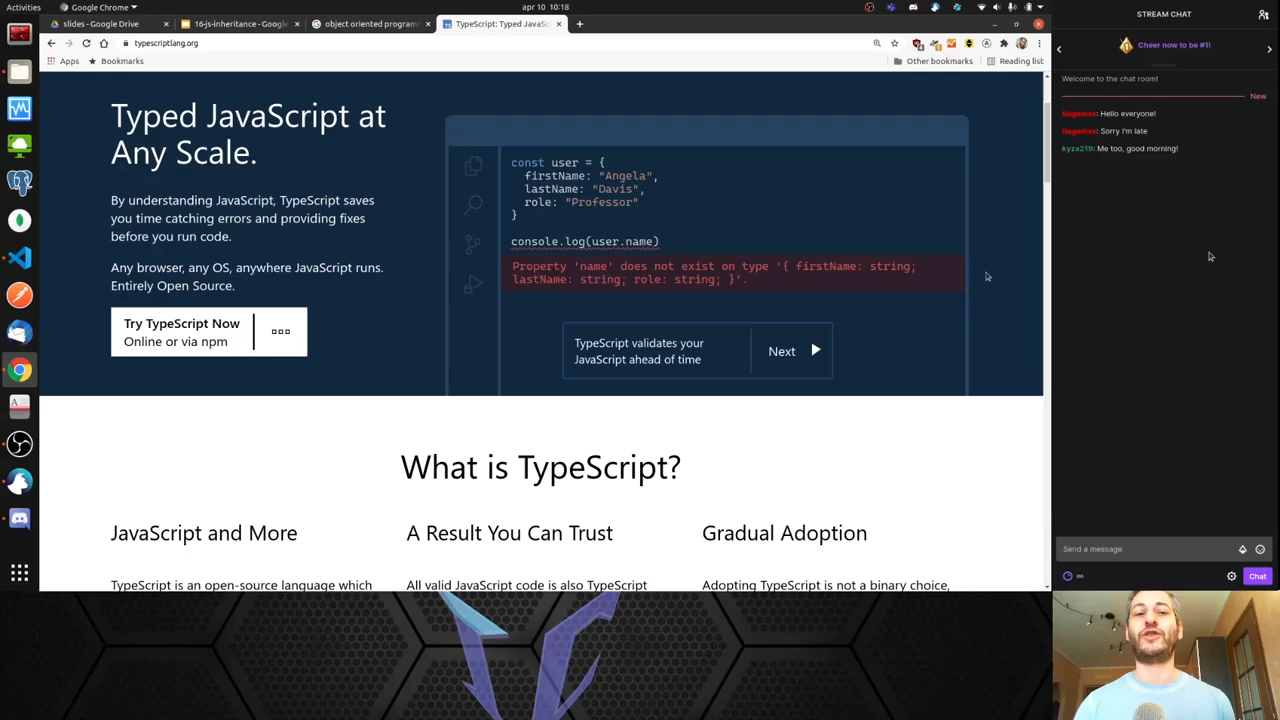 Activities
Google Chrome
apr 10 10:18
slides - Google Drive
16-js-inheritance - Google
object oriented program
TypeScript: Typed JavaSc
typescriptlang.org
Apps
Bookmarks
Other bookmarks
Reading list
Typed JavaScript at
Any Scale.
By understanding JavaScript, TypeScript saves
you time catching errors and providing fixes
before you run code.
Any browser, any OS, anywhere JavaScript runs.
Entirely Open Source.
Try TypeScript Now
Online or via npm
const user = {
firstName: "Angela",
lastName: "Davis",
role: "Professor"
}
console.log(user.name)
Property 'name' does not exist on type '{ firstName: string;
lastName: string; role: string; }'.
TypeScript validates your
JavaScript ahead of time
Next
What is TypeScript?
JavaScript and More
A Result You Can Trust
Gradual Adoption
TypeScript is an open-source language which
All valid JavaScript code is also TypeScript
Adopting TypeScript is not a binary choice,
STREAM CHAT
Cheer now to be #1!
Welcome to the chat room!
New
: Hello everyone!
: Sorry I'm late
kyza219: Me too, good morning!
Send a message
Chat